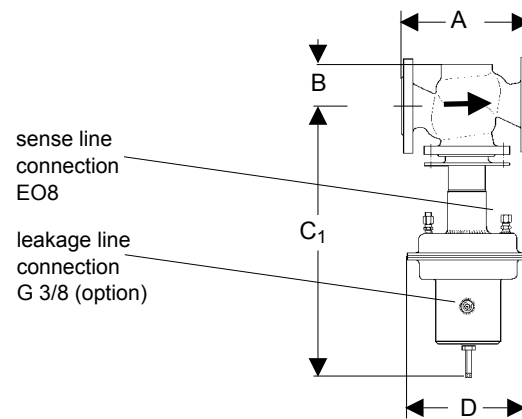 A
B
sense line
connection
EO8
C1
leakage line
connection
G 3/8 (option)
D